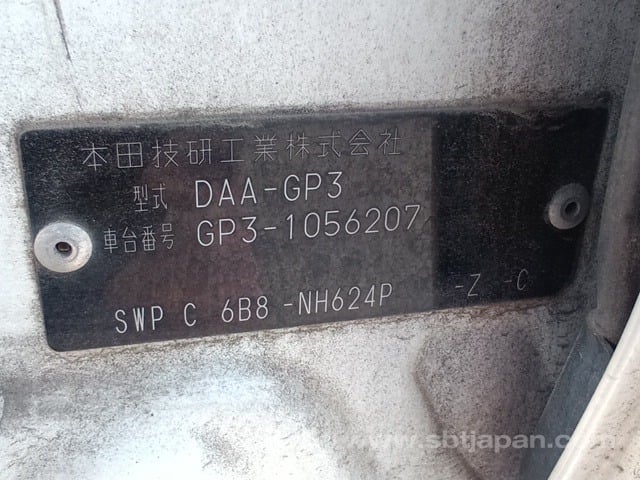 本田技研工業株式会社
型式 DAA-GP3
車台番号 GP3-1056207
SWP C 6B8 -NH624P -Z -C
www.sbtjapan.com